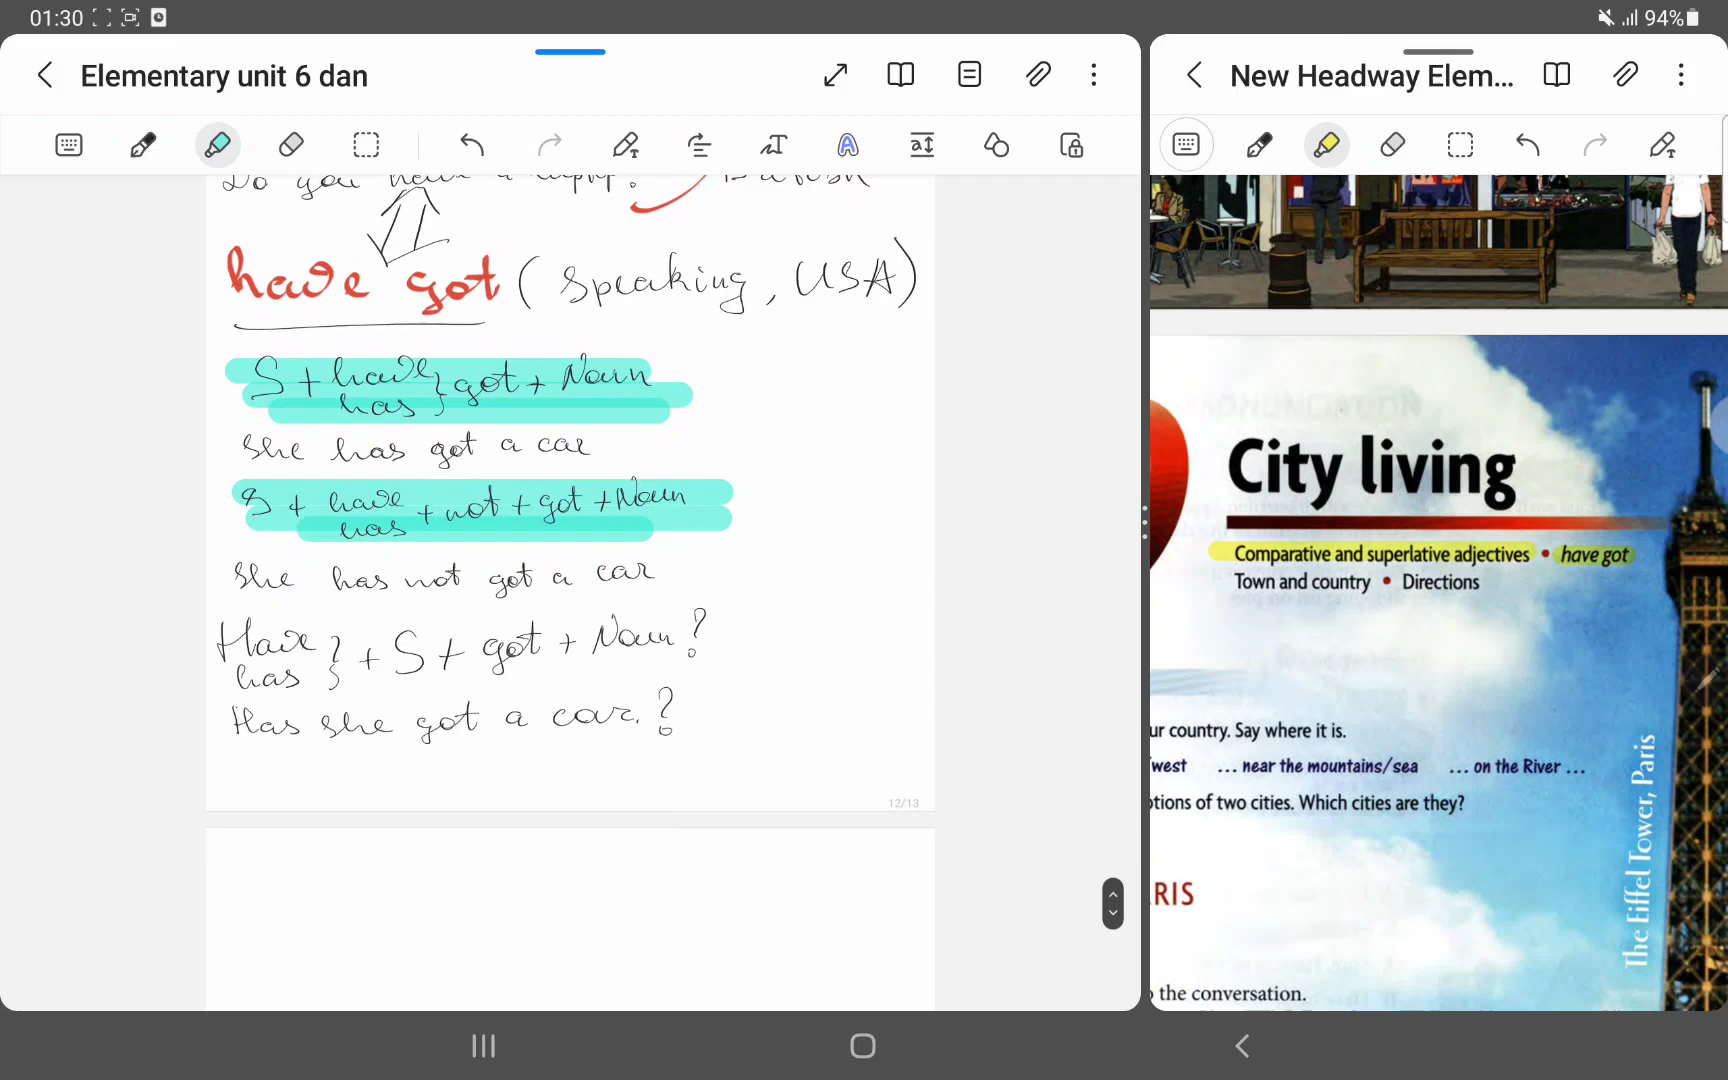 01:30
94%
Elementary unit 6 dan
Do you have a
have got (speaking, USA)
S + have
has } got + Noun
she has got a car
S + have
has + not + got + Noun
she has not got a car
Have
has } + S + got + Noun?
Has she got a car.?
12/13
New Headway Elem...
City living
Comparative and superlative adjectives • have got
Town and country • Directions
ur country. Say where it is.
west ... near the mountains/sea ... on the River ...
ptions of two cities. Which cities are they?
RIS
the conversation.
The Eiffel Tower, Paris